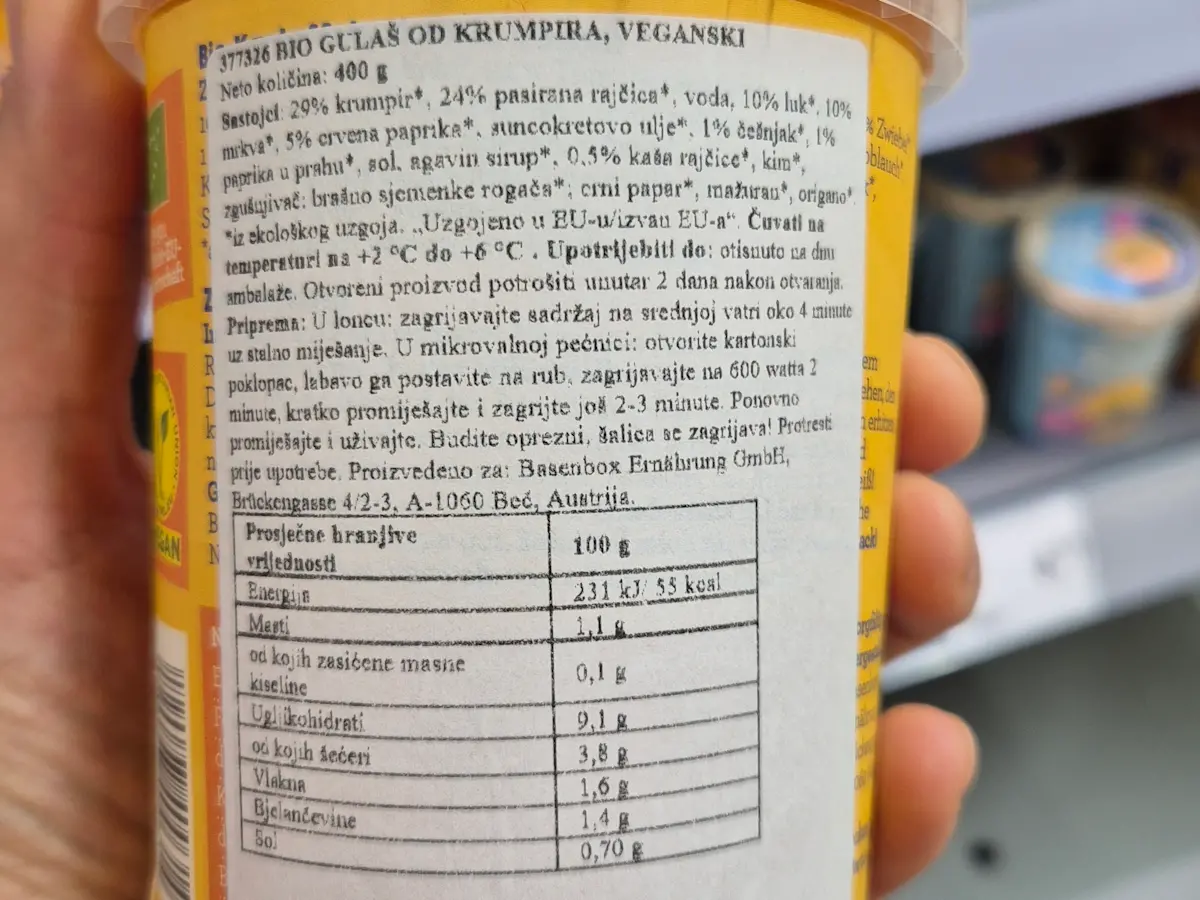 377326 BIO GULAŠ OD KRUMPIRA, VEGANSKI
Neto količina: 400 g
Sastojci: 29% krumpir*, 24% pasirana rajčica*, voda, 10% luk*, 10%
mrkva*, 5% crvena paprika*, suncokretovo ulje*, 1% češnjak*, 1%
paprika u prahu*, sol, agavin sirup*, 0,5% kaša rajčice*, kim*,
zgušnjivač: brašno sjemenke rogača*; crni papar*, mažuran*, origano*
*iz ekološkog uzgoja. „Uzgojeno u EU-u/izvan EU-a“. Čuvati na
temperaturi na +2 °C do +6 °C . Upotrijebiti do: otisnuto na dnu
ambalaže. Otvoreni proizvod potrošiti unutar 2 dana nakon otvaranja.
Priprema: U loncu: zagrijavajte sadržaj na srednjoj vatri oko 4 minute
uz stalno miješanje. U mikrovalnoj pećnici: otvorite kartonski
poklopac, labavo ga postavite na rub, zagrijavajte na 600 watta 2
minute, kratko promiješajte i zagrijte još 2-3 minute. Ponovno
promiješajte i uživajte. Budite oprezni, šalica se zagrijava! Protresti
prije upotrebe. Proizvedeno za: Basenbox Ernährung GmbH,
Brückengasse 4/2-3, A-1060 Beč, Austrija.
Prosječne hranjive vrijednosti 100 g
Energija 231 kJ/ 55 kcal
Masti 1,1 g
od kojih zasićene masne kiseline 0,1 g
Ugljikohidrati 9,1 g
od kojih šećeri 3,8 g
Vlakna 1,6 g
Bjelančevine 1,4 g
Sol 0,70 g